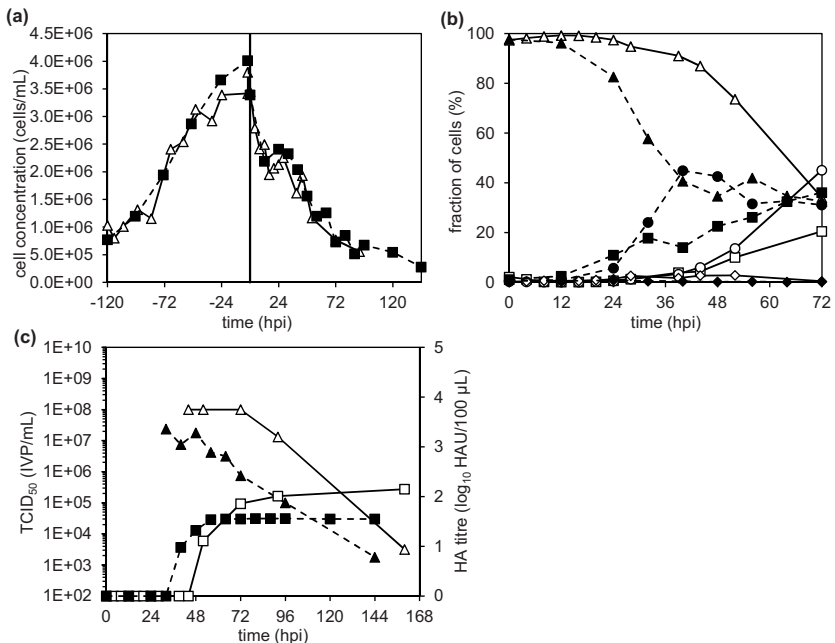 (a)
4.5E+06
4.0E+06
3.5E+06
3.0E+06
2.5E+06
2.0E+06
1.5E+06
1.0E+06
5.0E+05
0.0E+00
cell concentration (cells/mL)
-120 -72 -24 24 72 120
time (hpi)
(b)
100
80
60
40
20
0
fraction of cells (%)
0 12 24 36 48 60 72
time (hpi)
(c)
1E+10
1E+09
1E+08
1E+07
1E+06
1E+05
1E+04
1E+03
1E+02
TCID50 (IVP/mL)
5
4
3
2
1
0
HA titre (log10 HAU/100 µL)
0 24 48 72 96 120 144 168
time (hpi)